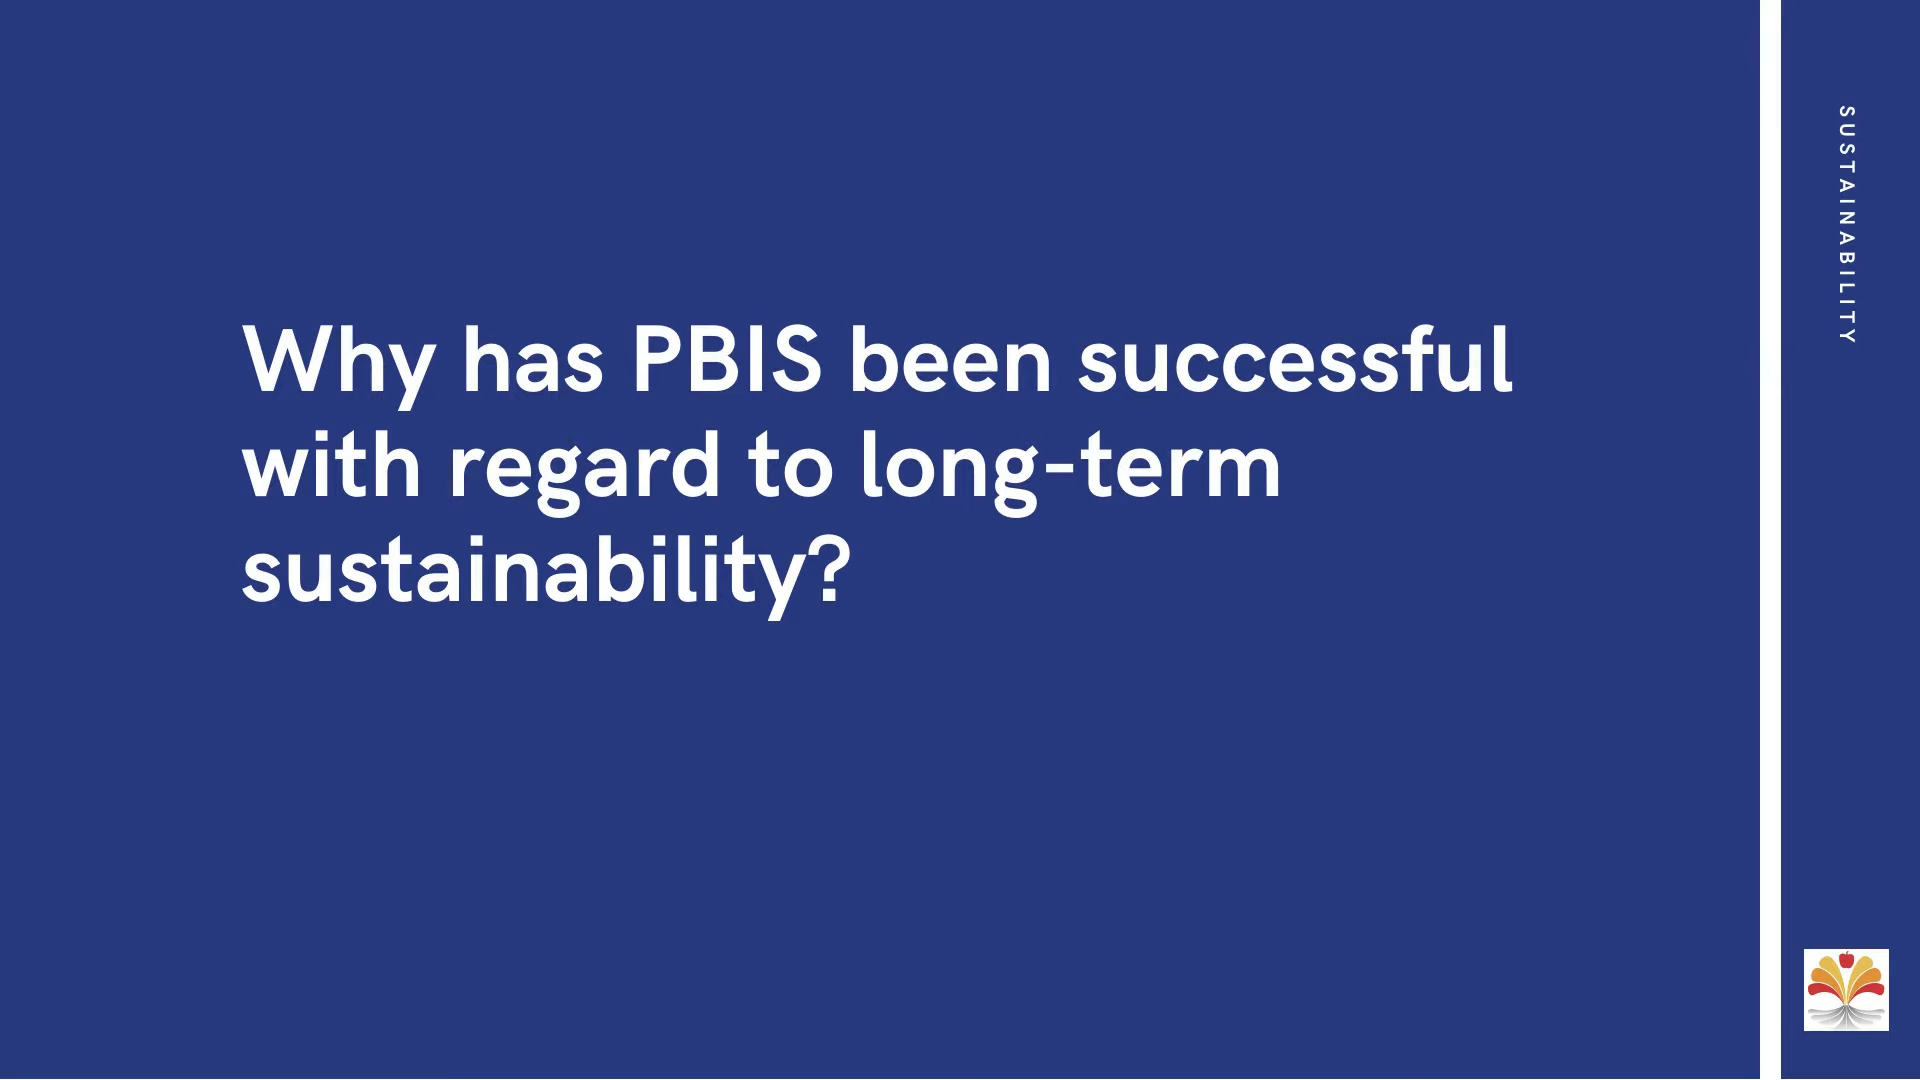 Why has PBIS been successful
with regard to long-term
sustainability?
SUSTAINABILITY